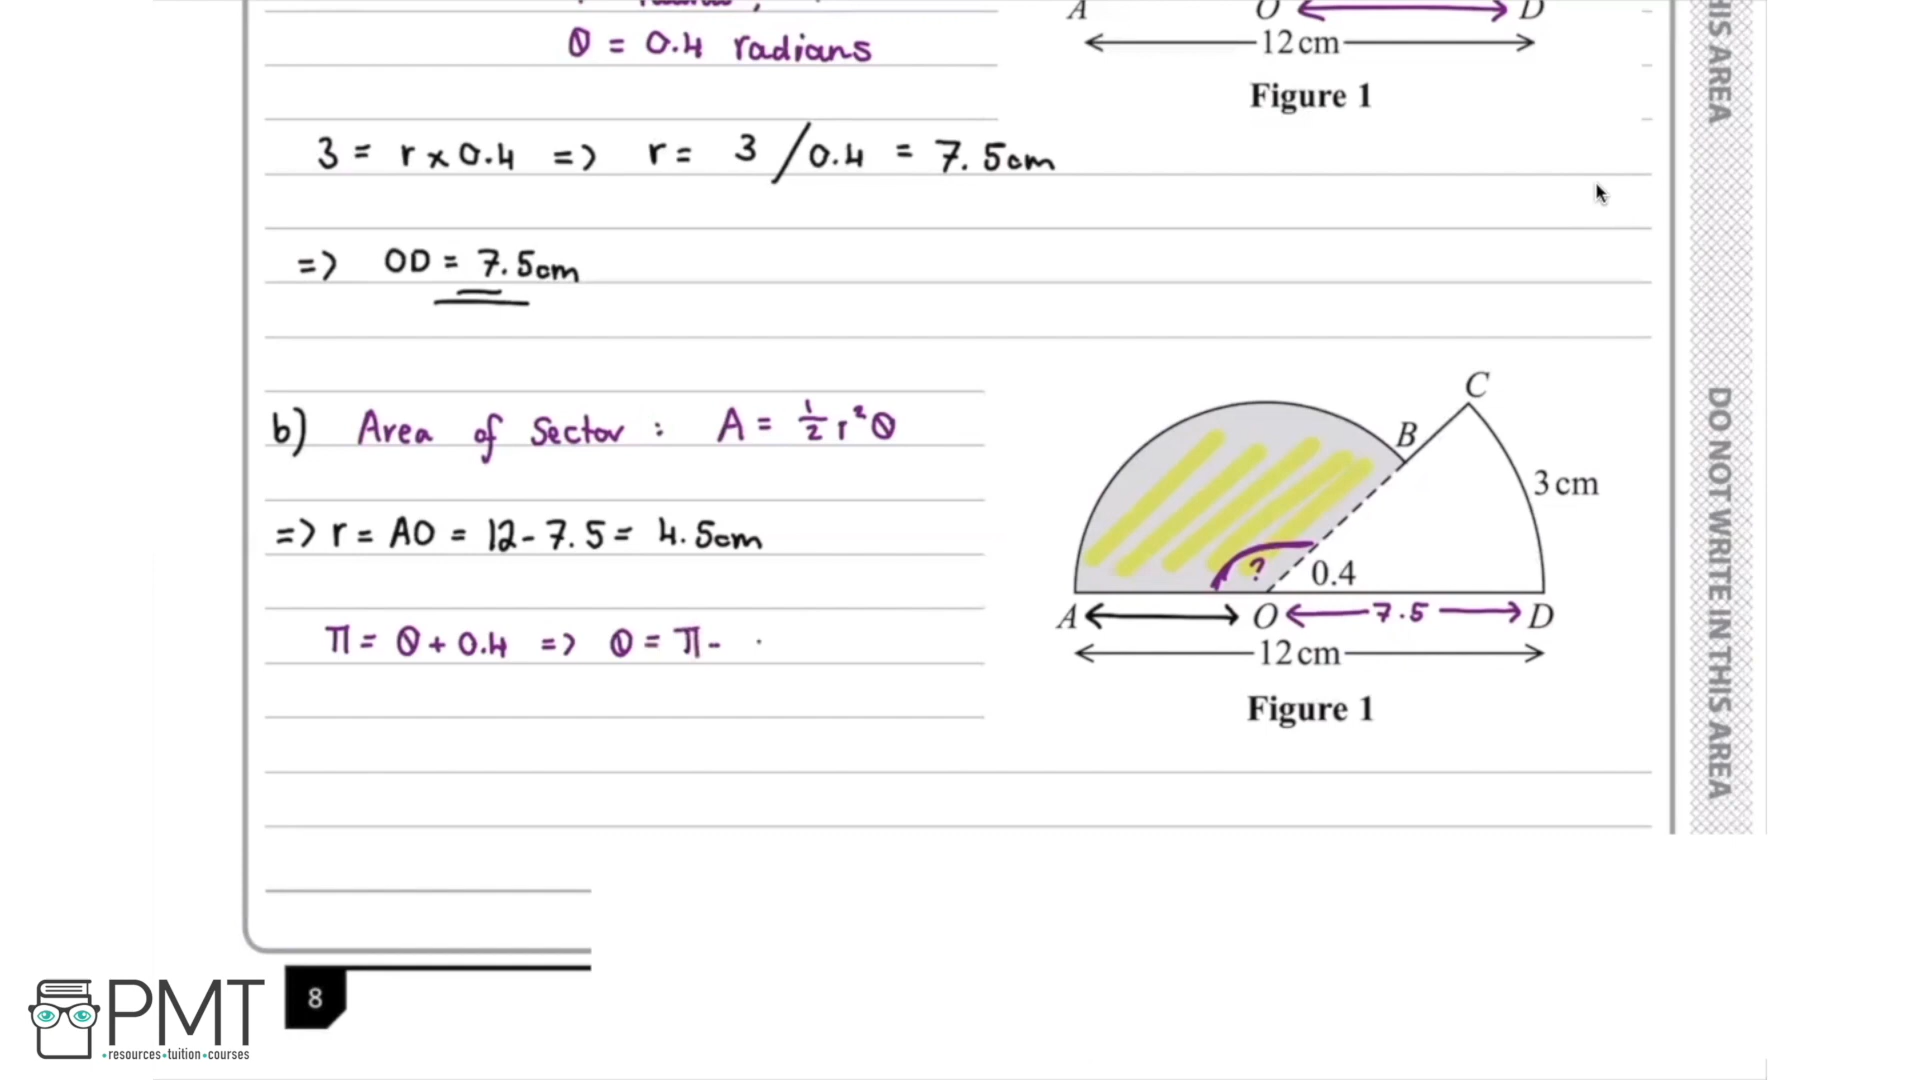 A O D
θ = 0.4 radians
12 cm
Figure 1
3 = r × 0.4 => r = 3 / 0.4 = 7.5cm
=> OD = 7.5cm
b) Area of Sector : A = 1/2 r² θ
=> r = AO = 12 - 7.5 = 4.5cm
π = θ + 0.4 => θ = π -
C
B
3 cm
?
0.4
A O 7.5 D
12 cm
Figure 1
HIS AREA
DO NOT WRITE IN THIS AREA
8
PMT
•resources•tuition•courses